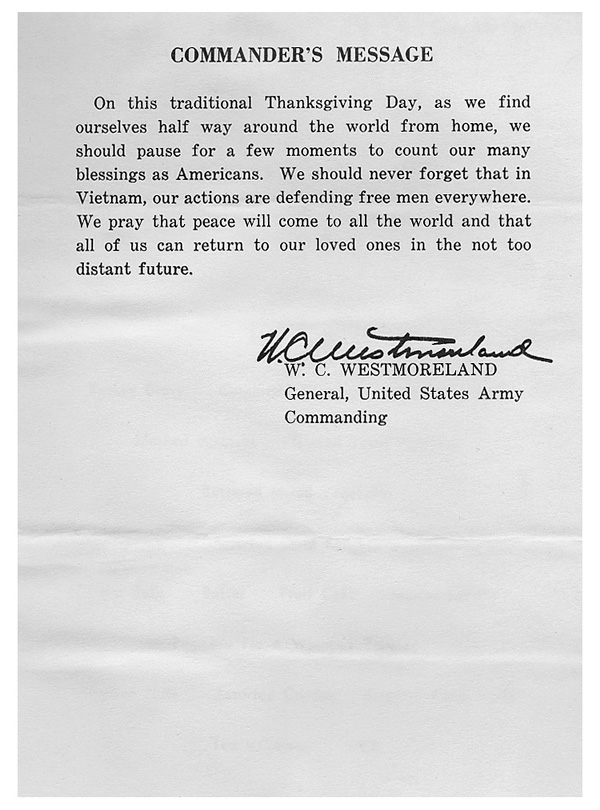 COMMANDER'S MESSAGE
On this traditional Thanksgiving Day, as we find
ourselves half way around the world from home, we
should pause for a few moments to count our many
blessings as Americans. We should never forget that in
Vietnam, our actions are defending free men everywhere.
We pray that peace will come to all the world and that
all of us can return to our loved ones in the not too
distant future.
W. C. Westmoreland
W. C. WESTMORELAND
General, United States Army
Commanding